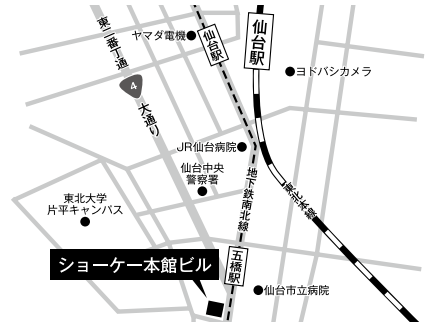 東二番丁通
4
大通り
ヤマダ電機
仙台駅
仙台駅
ヨドバシカメラ
JR仙台病院
仙台中央
警察署
地下鉄南北線
東北本線
東北大学
片平キャンパス
五橋駅
ショーケー本館ビル
仙台市立病院